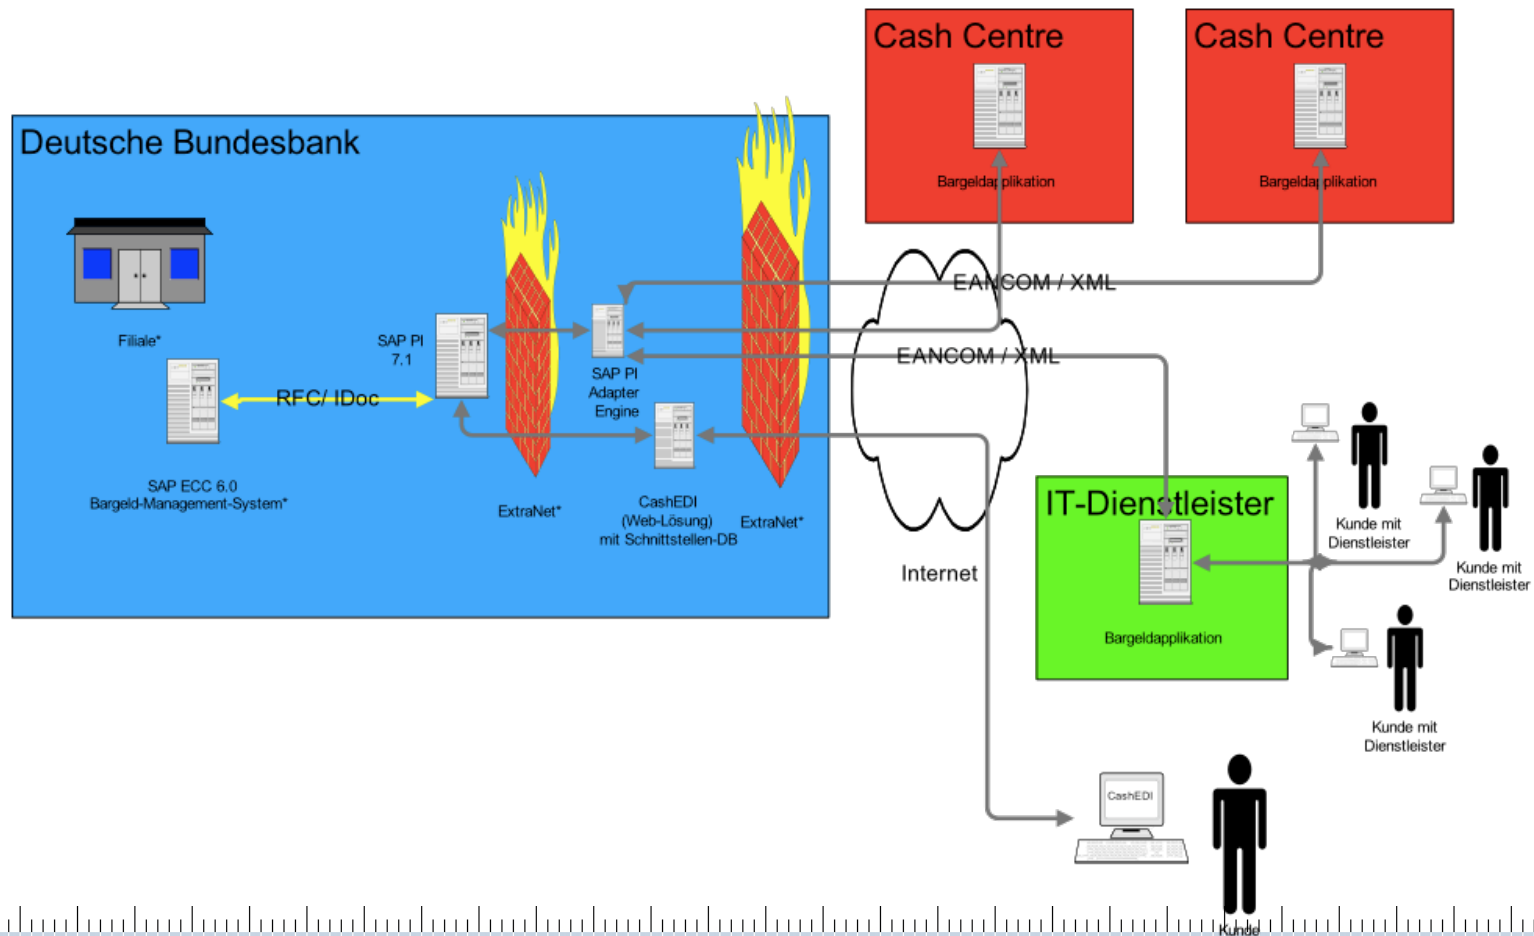 Cash Centre
Cash Centre
Bargeldapplikation
Bargeldapplikation
Deutsche Bundesbank
Filiale*
SAP PI
7.1
RFC/ IDoc
SAP ECC 6.0
Bargeld-Management-System*
ExtraNet*
SAP PI
Adapter
Engine
CashEDI
(Web-Lösung)
mit Schnittstellen-DB
ExtraNet*
EANCOM / XML
EANCOM / XML
Internet
IT-Dienstleister
Bargeldapplikation
Kunde mit
Dienstleister
Kunde mit
Dienstleister
Kunde mit
Dienstleister
CashEDI
Kunde